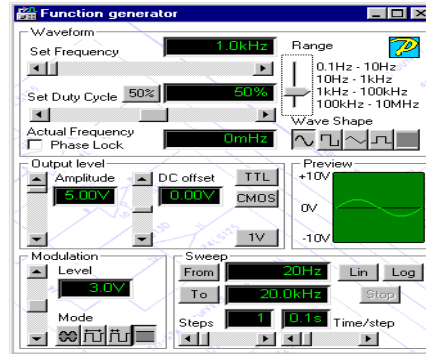 Function generator
Waveform
Set Frequency 1.0kHz
Range
0.1Hz - 10Hz
10Hz - 1kHz
1kHz - 100kHz
100kHz - 10MHz
Set Duty Cycle 50% 50%
Wave Shape
Actual Frequency 0mHz
Phase Lock
Output level
Amplitude DC offset TTL
5.00V 0.00V CMOS
1V
Preview
+10V
0V
-10V
Modulation
Level
3.0V
Mode
Sweep
From 20Hz Lin Log
To 20.0kHz Stop
Steps 1 0.1s Time/step